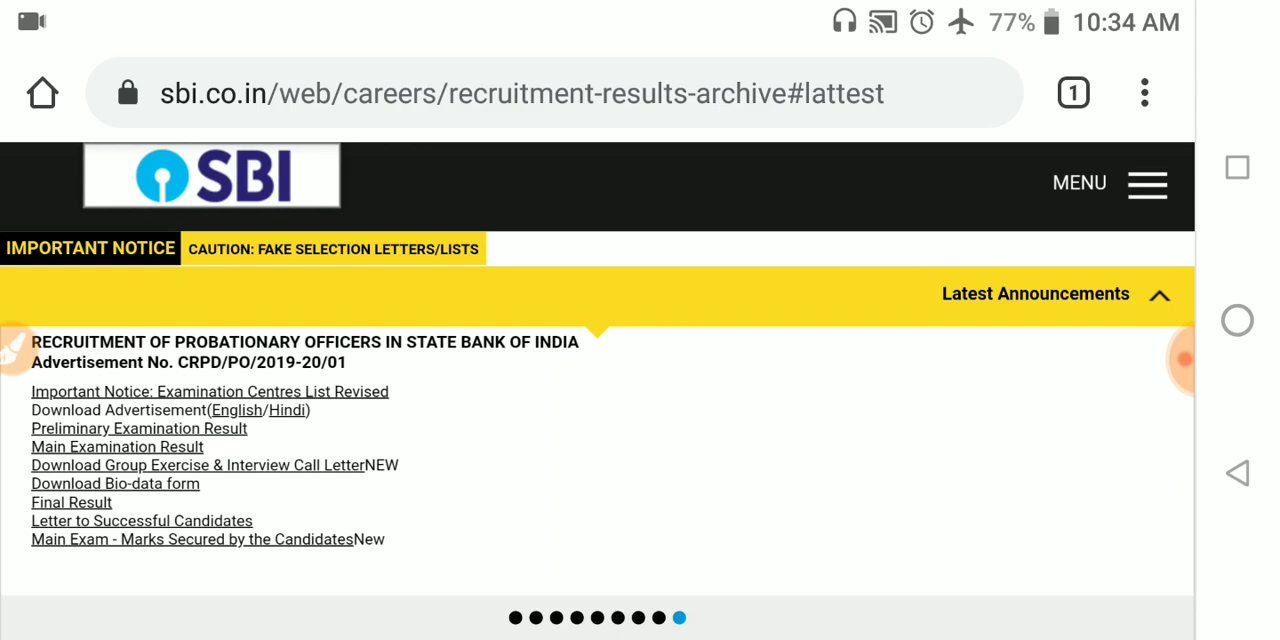 77% 10:34 AM
sbi.co.in/web/careers/recruitment-results-archive#lattest
1
SBI
MENU
IMPORTANT NOTICE CAUTION: FAKE SELECTION LETTERS/LISTS
Latest Announcements
RECRUITMENT OF PROBATIONARY OFFICERS IN STATE BANK OF INDIA
Advertisement No. CRPD/PO/2019-20/01
Important Notice: Examination Centres List Revised
Download Advertisement(English/Hindi)
Preliminary Examination Result
Main Examination Result
Download Group Exercise & Interview Call LetterNEW
Download Bio-data form
Final Result
Letter to Successful Candidates
Main Exam - Marks Secured by the CandidatesNew